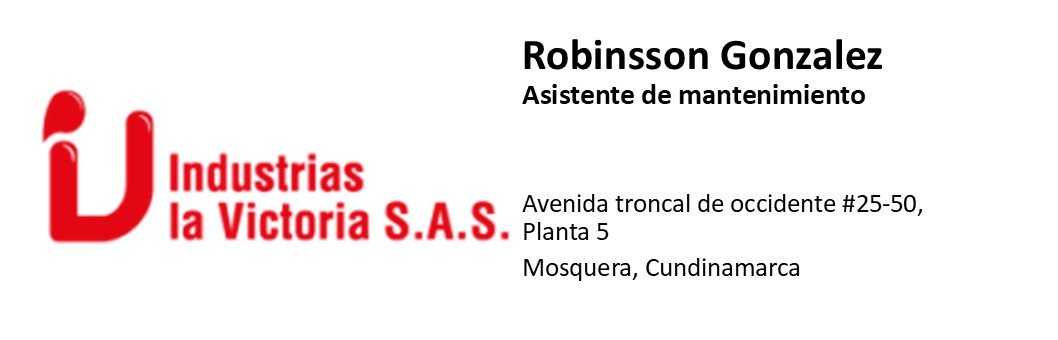 Robinsson Gonzalez
Asistente de mantenimiento
Industrias
la Victoria S.A.S.
Avenida troncal de occidente #25-50,
Planta 5
Mosquera, Cundinamarca